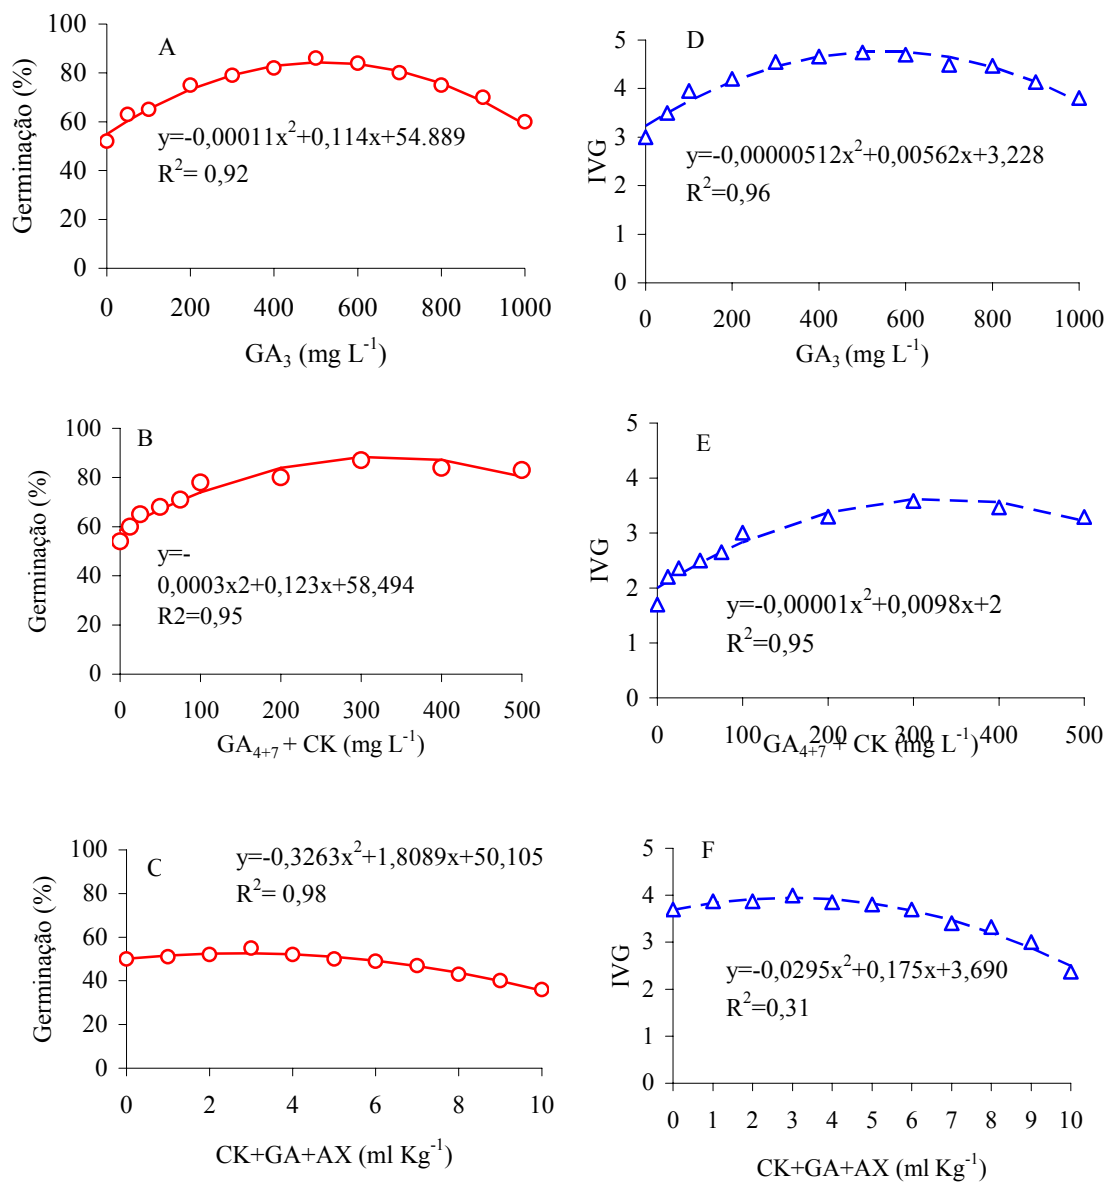 A
Germinação (%)
100
80
60
40
20
0
y=-0,00011x²+0,114x+54.889
R²= 0,92
0 200 400 600 800 1000
GA₃ (mg L⁻¹)
D
IVG
5
4
3
2
1
0
y=-0,00000512x²+0,00562x+3,228
R²=0,96
0 200 400 600 800 1000
GA₃ (mg L⁻¹)
B
Germinação (%)
100
80
60
40
20
0
y=-
0,0003x2+0,123x+58,494
R2=0,95
0 100 200 300 400 500
GA₄₊₇ + CK (mg L⁻¹)
E
IVG
5
4
3
2
1
0
y=-0,00001x²+0,0098x+2
R²=0,95
0 100 200 300 400 500
GA₄₊₇ + CK (mg L⁻¹)
C
Germinação (%)
100
80
60
40
20
0
y=-0,3263x²+1,8089x+50,105
R²= 0,98
0 2 4 6 8 10
CK+GA+AX (ml Kg⁻¹)
F
IVG
5
4
3
2
1
0
y=-0,0295x²+0,175x+3,690
R²=0,31
0 1 2 3 4 5 6 7 8 9 10
CK+GA+AX (ml Kg⁻¹)